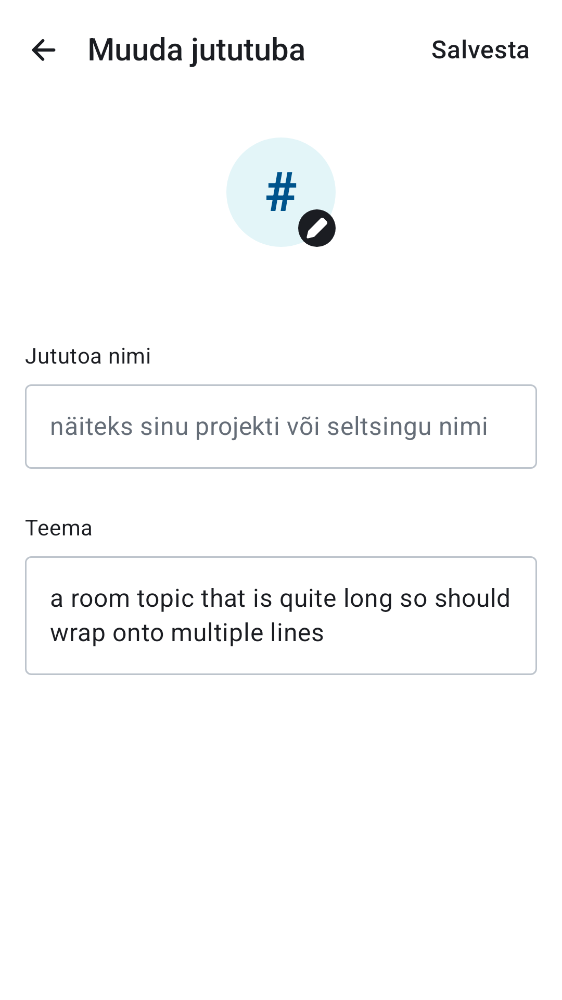 Muuda jututuba
Salvesta
#
Jututoa nimi
näiteks sinu projekti või seltsingu nimi
Teema
a room topic that is quite long so should
wrap onto multiple lines